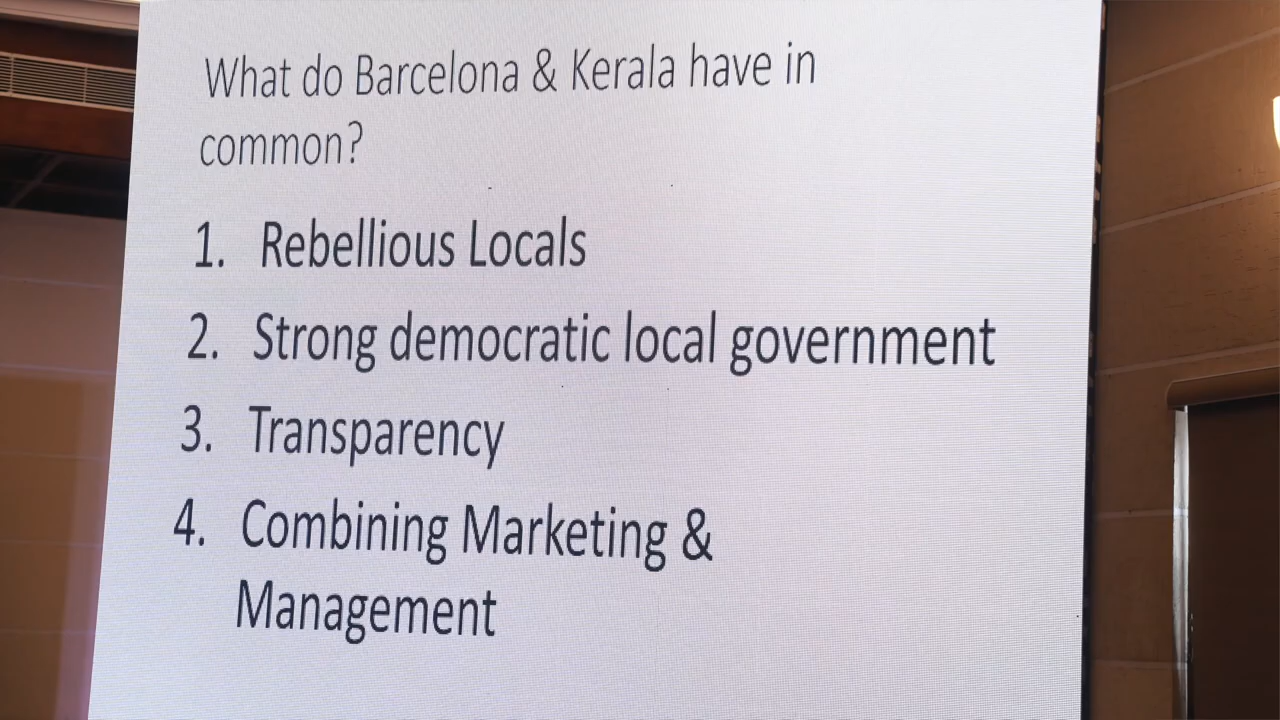 What do Barcelona & Kerala have in
common?
1. Rebellious Locals
2. Strong democratic local government
3. Transparency
4. Combining Marketing &
Management